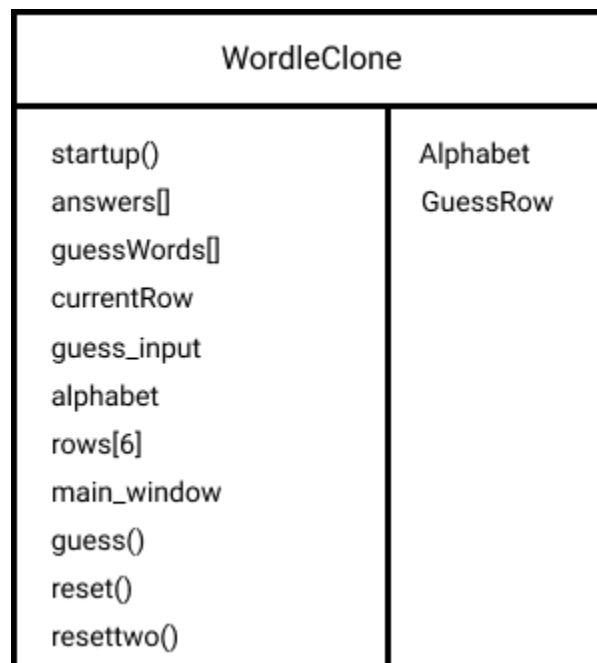 WordleClone
startup()
answers[]
guessWords[]
currentRow
guess_input
alphabet
rows[6]
main_window
guess()
reset()
resettwo()
Alphabet
GuessRow